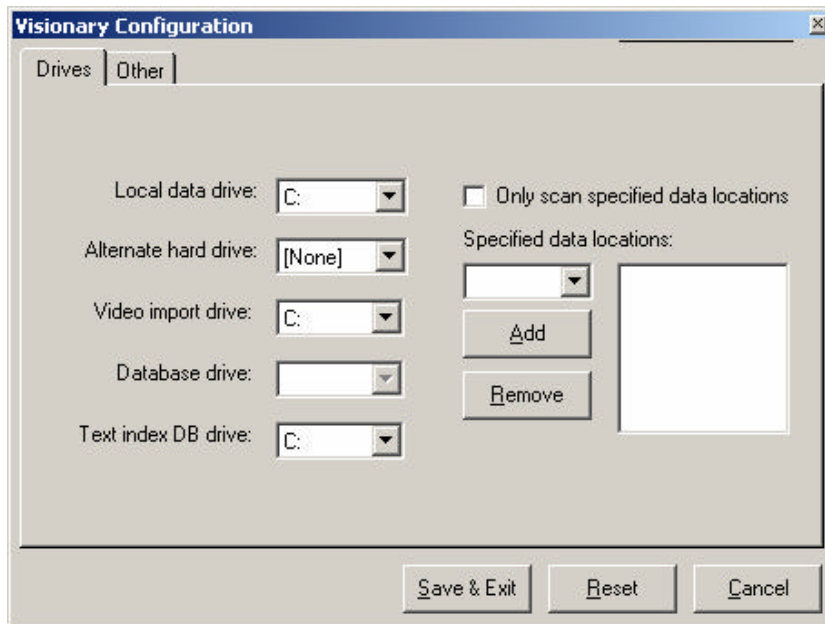 Visionary Configuration
Drives
Other
Local data drive: C:
Alternate hard drive: [None]
Video import drive: C:
Database drive:
Text index DB drive: C:
Only scan specified data locations
Specified data locations:
Add
Remove
Save & Exit
Reset
Cancel